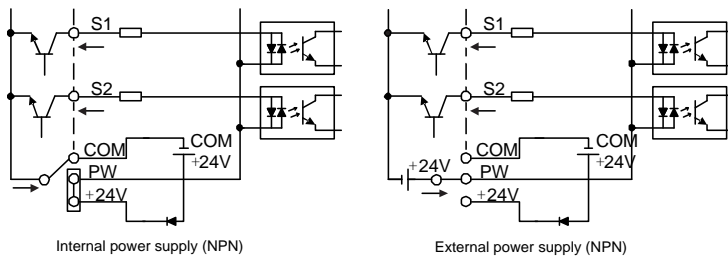 S1
S2
COM
COM
+24V
PW
+24V
Internal power supply (NPN)
S1
S2
COM
COM
+24V
+24V
PW
+24V
External power supply (NPN)